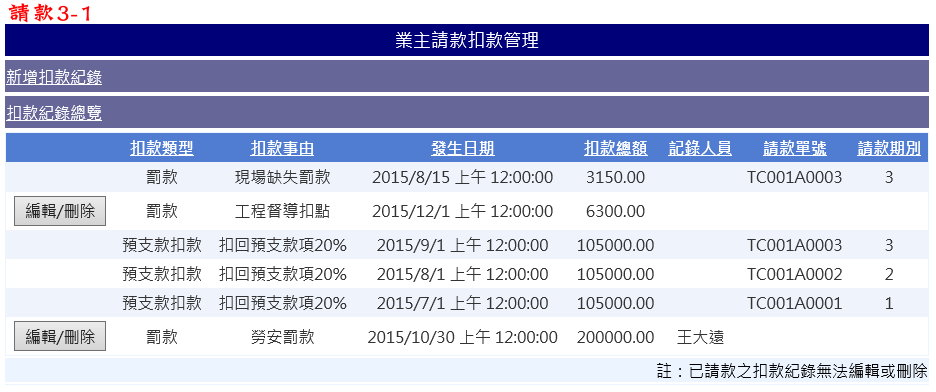 請款3-1
業主請款扣款管理
新增扣款紀錄
扣款紀錄總覽
扣款類型 扣款事由 發生日期 扣款總額 記錄人員 請款單號 請款期別
罰款 現場缺失罰款 2015/8/15 上午 12:00:00 3150.00 TC001A0003 3
編輯/刪除 罰款 工程督導扣點 2015/12/1 上午 12:00:00 6300.00
預支款扣款 扣回預支款項20% 2015/9/1 上午 12:00:00 105000.00 TC001A0003 3
預支款扣款 扣回預支款項20% 2015/8/1 上午 12:00:00 105000.00 TC001A0002 2
預支款扣款 扣回預支款項20% 2015/7/1 上午 12:00:00 105000.00 TC001A0001 1
編輯/刪除 罰款 勞安罰款 2015/10/30 上午 12:00:00 200000.00 王大遠
註：已請款之扣款紀錄無法編輯或刪除